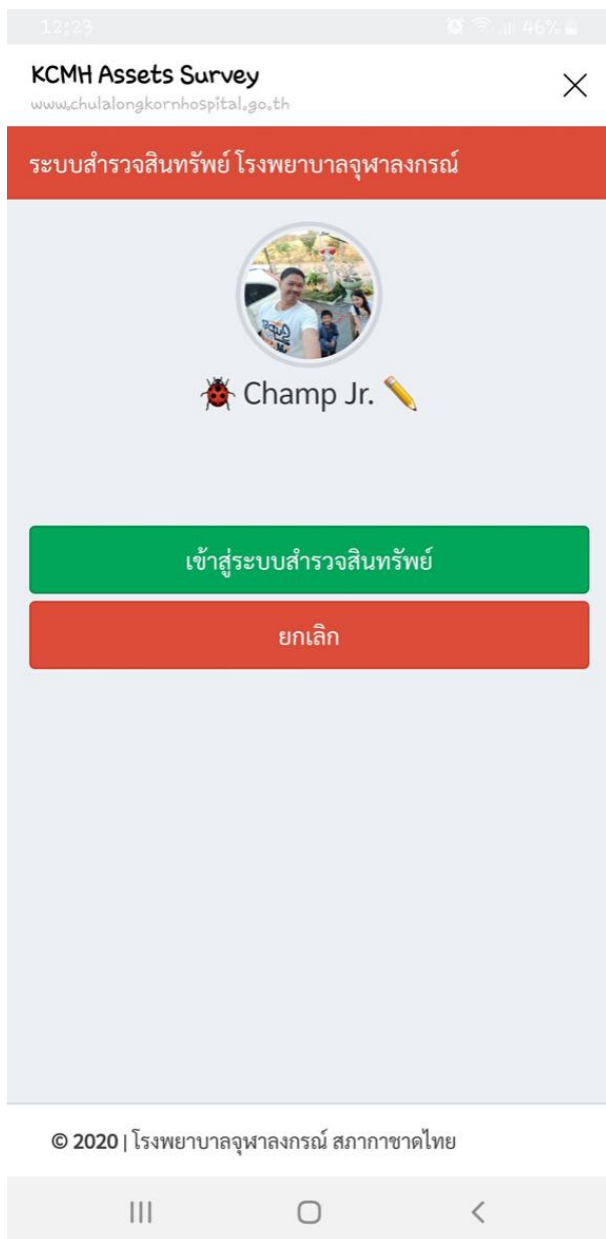 12:23 46%
KCMH Assets Survey
www.chulalongkornhospital.go.th
ระบบสำรวจสินทรัพย์ โรงพยาบาลจุฬาลงกรณ์
🐞 Champ Jr. ✏️
เข้าสู่ระบบสำรวจสินทรัพย์
ยกเลิก
© 2020 | โรงพยาบาลจุฬาลงกรณ์ สภากาชาดไทย